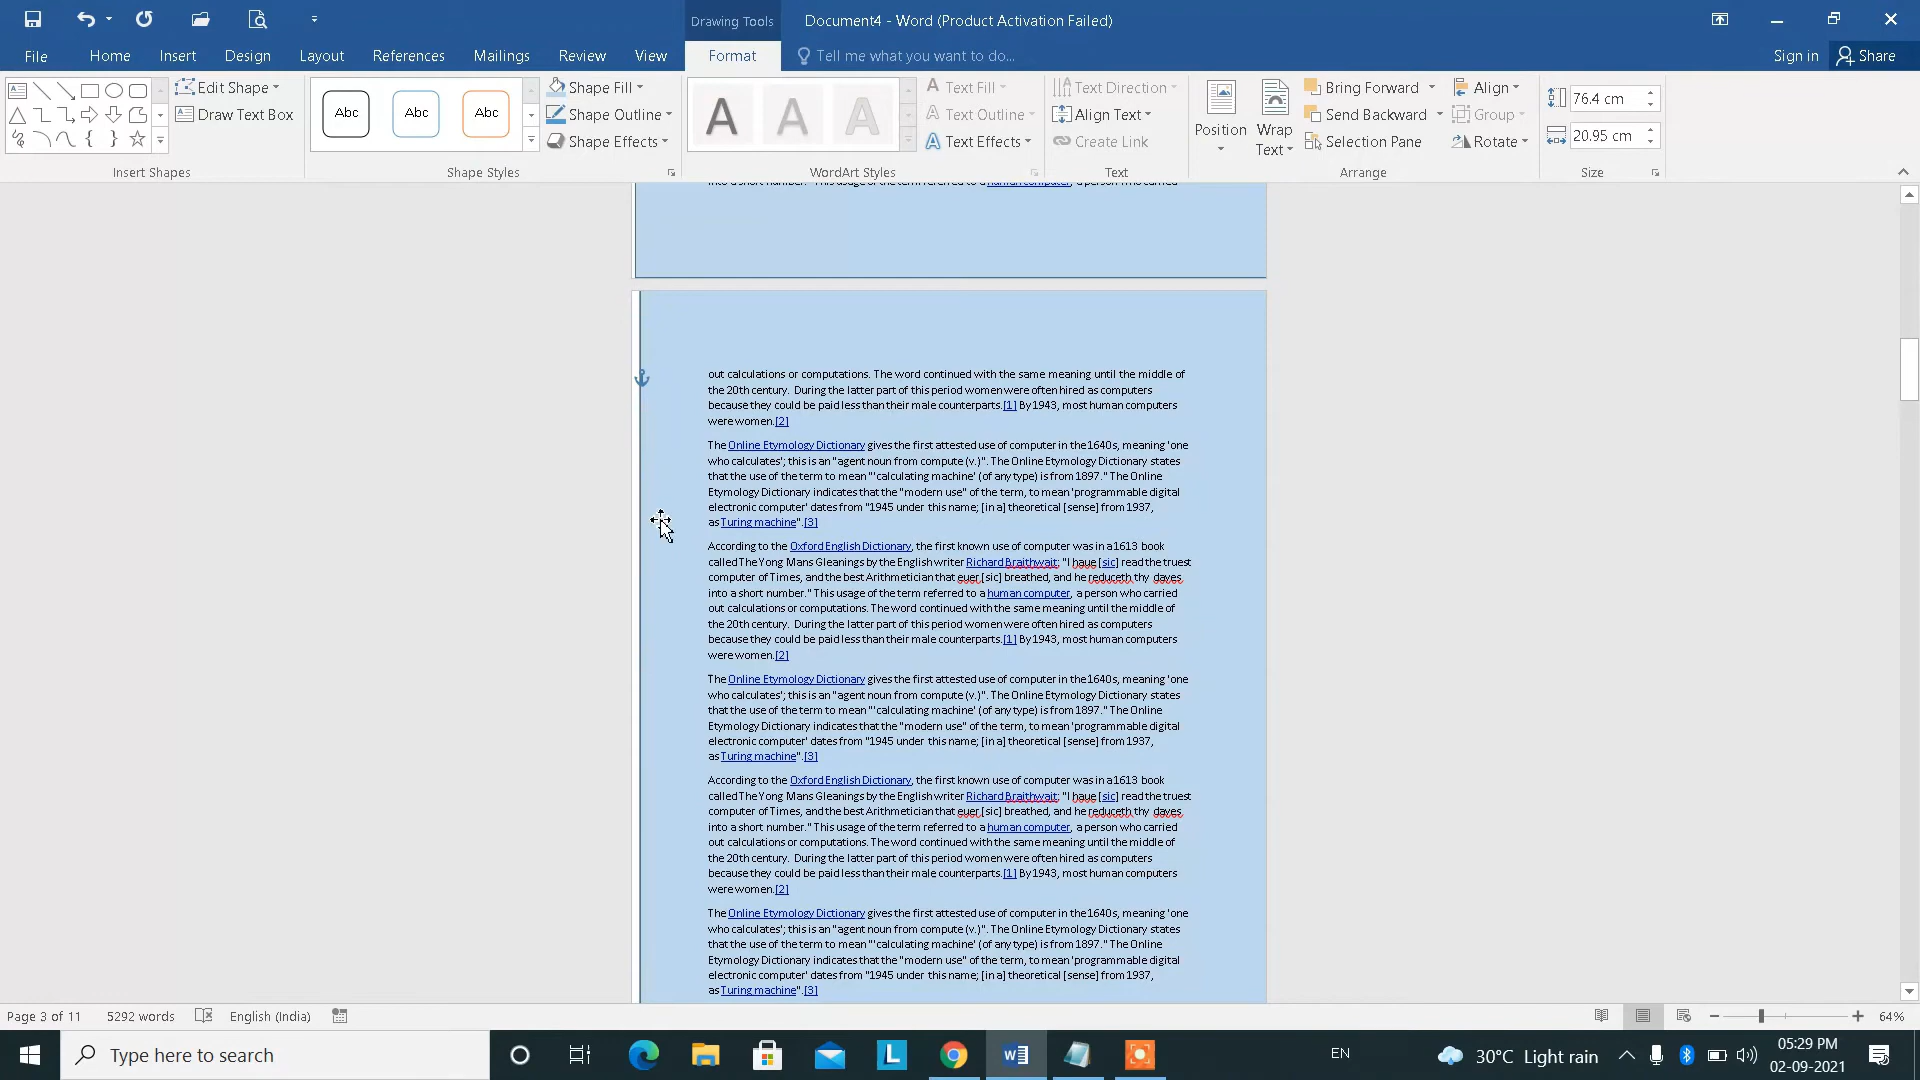 Drawing Tools
Document4 - Word (Product Activation Failed)
File
Home
Insert
Design
Layout
References
Mailings
Review
View
Format
Tell me what you want to do...
Sign in
Share
Edit Shape
Draw Text Box
Insert Shapes
Abc
Abc
Abc
Shape Fill
Shape Outline
Shape Effects
Shape Styles
A
A
A
Text Fill
Text Outline
Text Effects
WordArt Styles
Text Direction
Align Text
Create Link
Text
Position
Wrap Text
Bring Forward
Send Backward
Selection Pane
Align
Group
Rotate
Arrange
76.4 cm
20.95 cm
Size
into a short number." This usage of the term referred to a human computer, a person who carried
out calculations or computations. The word continued with the same meaning until the middle of
the 20th century. During the latter part of this period women were often hired as computers
because they could be paid less than their male counterparts.[1] By 1943, most human computers
were women.[2]
The Online Etymology Dictionary gives the first attested use of computer in the 1640s, meaning 'one
who calculates'; this is an "agent noun from compute (v.)". The Online Etymology Dictionary states
that the use of the term to mean "'calculating machine' (of any type) is from 1897." The Online
Etymology Dictionary indicates that the "modern use" of the term, to mean 'programmable digital
electronic computer' dates from "1945 under this name; [in a] theoretical [sense] from 1937,
as Turing machine".[3]
According to the Oxford English Dictionary, the first known use of computer was in a 1613 book
called The Yong Mans Gleanings by the English writer Richard Braithwait: "I haue [sic] read the truest
computer of Times, and the best Arithmetician that euer [sic] breathed, and he reduceth thy dayes
into a short number." This usage of the term referred to a human computer, a person who carried
out calculations or computations. The word continued with the same meaning until the middle of
the 20th century. During the latter part of this period women were often hired as computers
because they could be paid less than their male counterparts.[1] By 1943, most human computers
were women.[2]
The Online Etymology Dictionary gives the first attested use of computer in the 1640s, meaning 'one
who calculates'; this is an "agent noun from compute (v.)". The Online Etymology Dictionary states
that the use of the term to mean "'calculating machine' (of any type) is from 1897." The Online
Etymology Dictionary indicates that the "modern use" of the term, to mean 'programmable digital
electronic computer' dates from "1945 under this name; [in a] theoretical [sense] from 1937,
as Turing machine".[3]
According to the Oxford English Dictionary, the first known use of computer was in a 1613 book
called The Yong Mans Gleanings by the English writer Richard Braithwait: "I haue [sic] read the truest
computer of Times, and the best Arithmetician that euer [sic] breathed, and he reduceth thy dayes
into a short number." This usage of the term referred to a human computer, a person who carried
out calculations or computations. The word continued with the same meaning until the middle of
the 20th century. During the latter part of this period women were often hired as computers
because they could be paid less than their male counterparts.[1] By 1943, most human computers
were women.[2]
The Online Etymology Dictionary gives the first attested use of computer in the 1640s, meaning 'one
who calculates'; this is an "agent noun from compute (v.)". The Online Etymology Dictionary states
that the use of the term to mean "'calculating machine' (of any type) is from 1897." The Online
Etymology Dictionary indicates that the "modern use" of the term, to mean 'programmable digital
electronic computer' dates from "1945 under this name; [in a] theoretical [sense] from 1937,
as Turing machine".[3]
Page 3 of 11
5292 words
English (India)
64%
Type here to search
L
W
EN
30°C Light rain
05:29 PM
02-09-2021